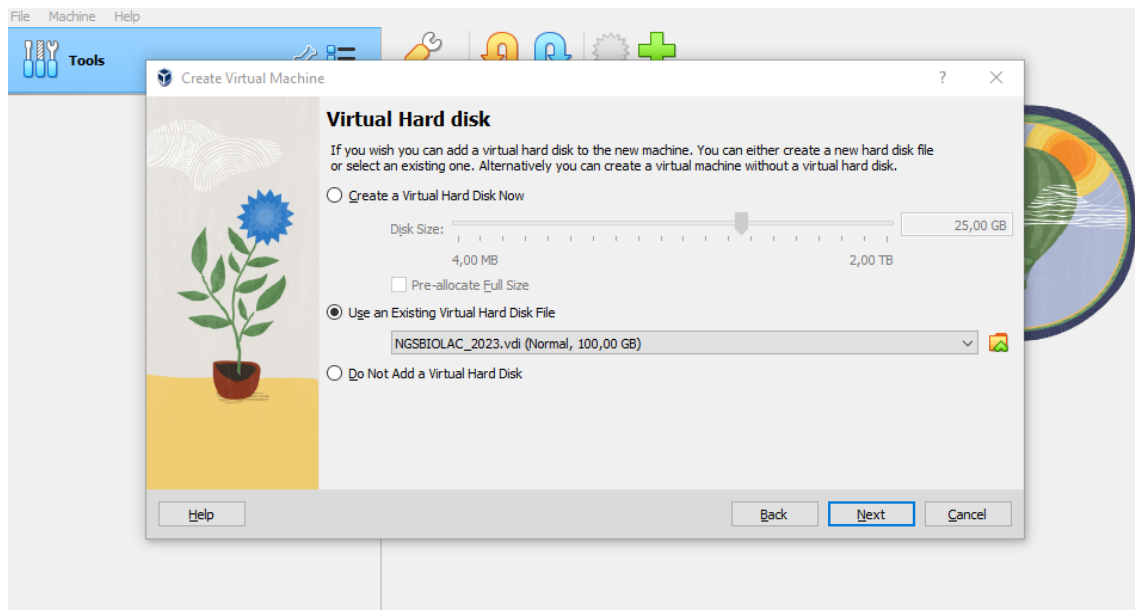 File Machine Help
Tools
Create Virtual Machine
?
Virtual Hard disk
If you wish you can add a virtual hard disk to the new machine. You can either create a new hard disk file
or select an existing one. Alternatively you can create a virtual machine without a virtual hard disk.
Create a Virtual Hard Disk Now
Disk Size:
25,00 GB
4,00 MB
2,00 TB
Pre-allocate Full Size
Use an Existing Virtual Hard Disk File
NGSBIOLAC_2023.vdi (Normal, 100,00 GB)
Do Not Add a Virtual Hard Disk
Help
Back
Next
Cancel